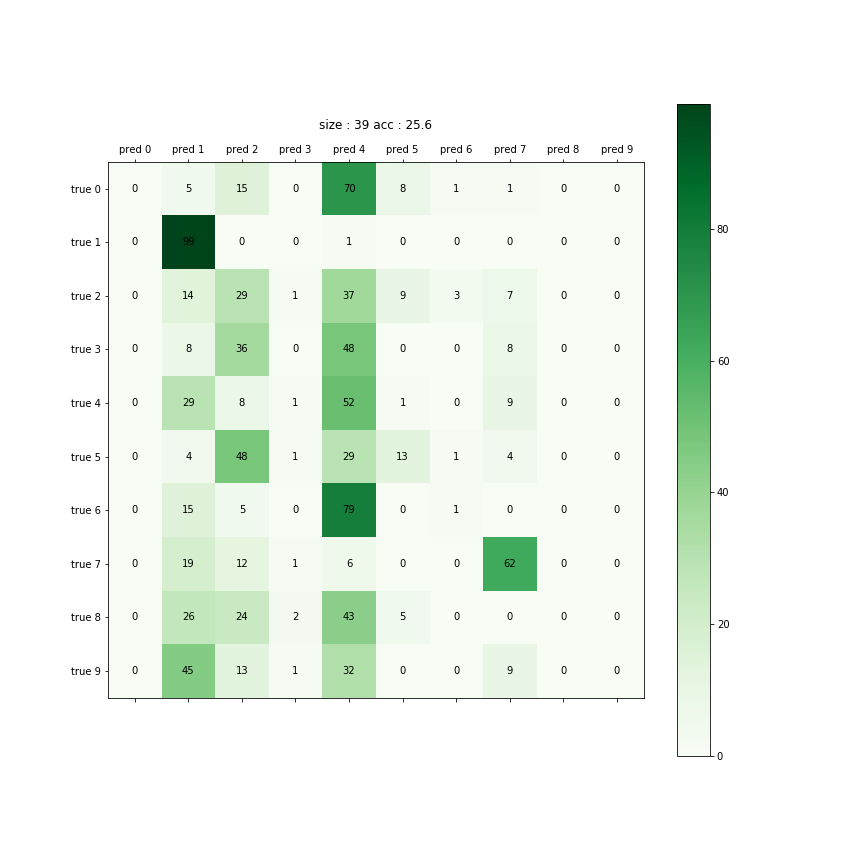 size : 39 acc : 25.6
pred 0 pred 1 pred 2 pred 3 pred 4 pred 5 pred 6 pred 7 pred 8 pred 9
true 0 0 5 15 0 70 8 1 1 0 0
true 1 0 99 0 0 1 0 0 0 0 0
true 2 0 14 29 1 37 9 3 7 0 0
true 3 0 8 36 0 48 0 0 8 0 0
true 4 0 29 8 1 52 1 0 9 0 0
true 5 0 4 48 1 29 13 1 4 0 0
true 6 0 15 5 0 79 0 1 0 0 0
true 7 0 19 12 1 6 0 0 62 0 0
true 8 0 26 24 2 43 5 0 0 0 0
true 9 0 45 13 1 32 0 0 9 0 0
80
60
40
20
0